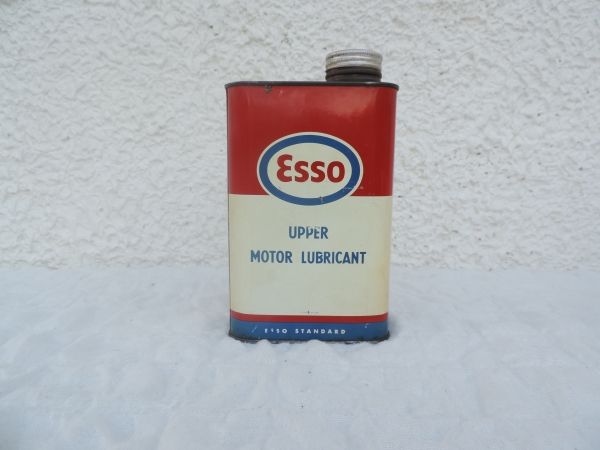 Esso
UPPER
MOTOR LUBRICANT
ESSO STANDARD